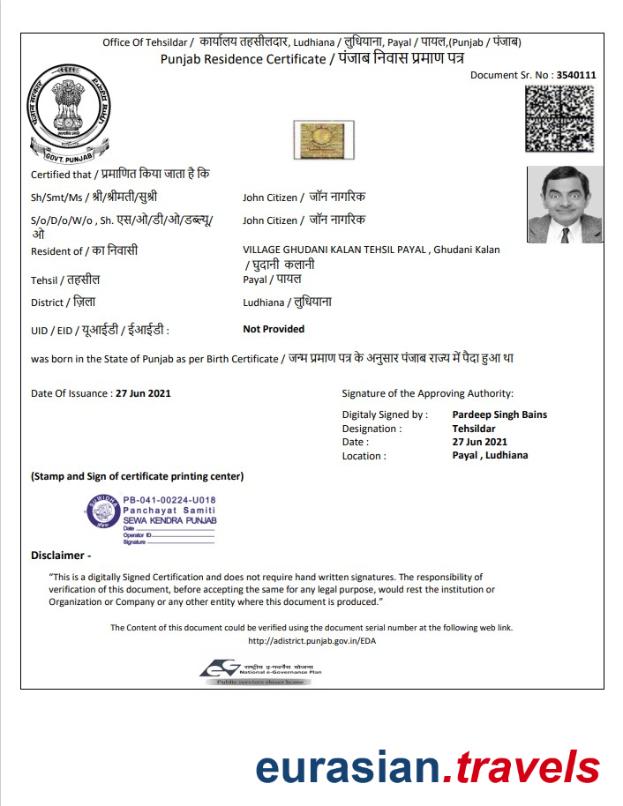 Office Of Tehsildar / कार्यालय तहसीलदार, Ludhiana / लुधियाना, Payal / पायल,(Punjab / पंजाब)
Punjab Residence Certificate / पंजाब निवास प्रमाण पत्र
Document Sr. No : 3540111
GOVT. PUNJAB
Certified that / प्रमाणित किया जाता है कि
Sh/Smt/Ms / श्री/श्रीमती/सुश्री John Citizen / जॉन नागरिक
S/o/D/o/W/o , Sh. एस/ओ/डी/ओ/डब्ल्यू/ John Citizen / जॉन नागरिक
ओ
Resident of / का निवासी VILLAGE GHUDANI KALAN TEHSIL PAYAL , Ghudani Kalan
/ घुदानी कलानी
Tehsil / तहसील Payal / पायल
District / ज़िला Ludhiana / लुधियाना
UID / EID / यूआईडी / ईआईडी : Not Provided
was born in the State of Punjab as per Birth Certificate / जन्म प्रमाण पत्र के अनुसार पंजाब राज्य में पैदा हुआ था
Date Of Issuance : 27 Jun 2021 Signature of the Approving Authority:
Digitaly Signed by : Pardeep Singh Bains
Designation : Tehsildar
Date : 27 Jun 2021
Location : Payal , Ludhiana
(Stamp and Sign of certificate printing center)
PB-041-00224-U018
Panchayat Samiti
SEWA KENDRA PUNJAB
Date
Operator ID
Signature
Disclaimer -
“This is a digitally Signed Certification and does not require hand written signatures. The responsibility of
verification of this document, before accepting the same for any legal purpose, would rest the institution or
Organization or Company or any other entity where this document is produced.”
The Content of this document could be verified using the document serial number at the following web link.
http://adistrict.punjab.gov.in/EDA
राष्ट्रीय ई-गवर्नेंस योजना
National e-Governance Plan
Public services closer home
eurasian.travels